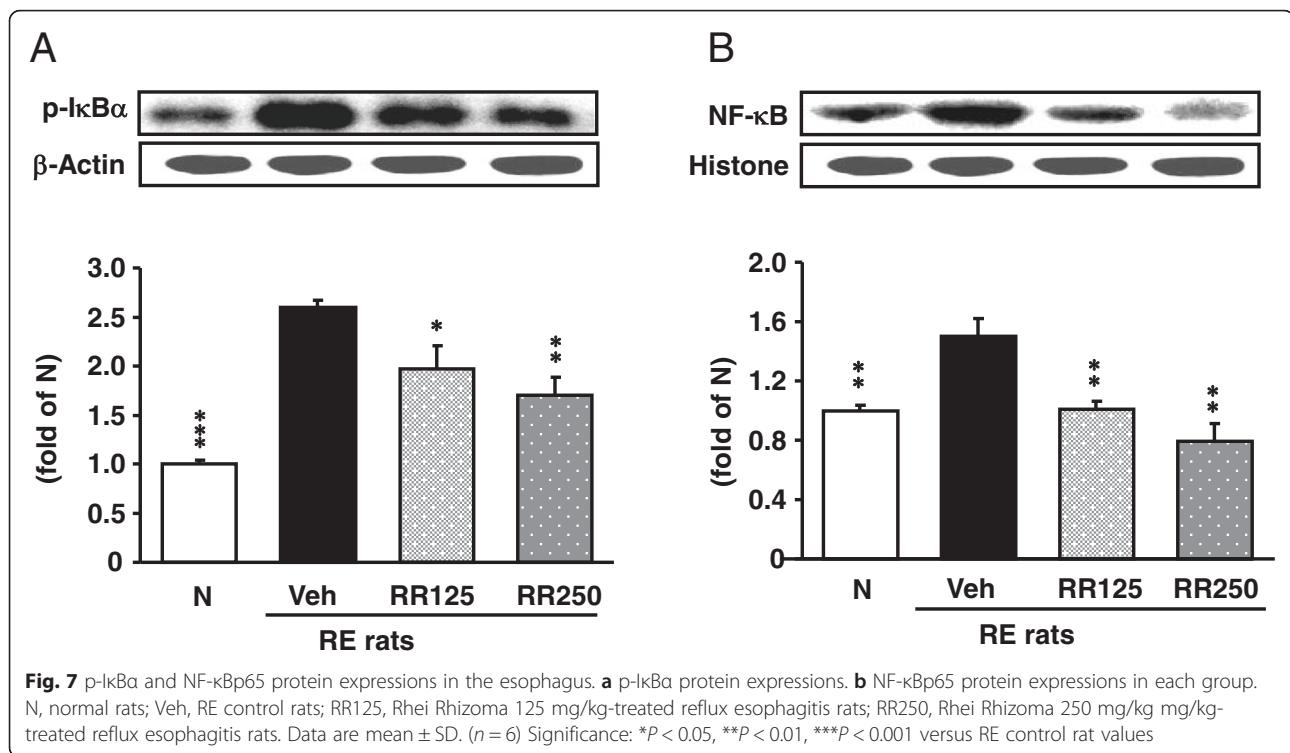 A
p-IκBα
β-Actin
3.0
2.5
2.0
1.5
1.0
0.5
0
(fold of N)
***
*
**
N Veh RR125 RR250
RE rats
B
NF-κB
Histone
2.0
1.6
1.2
0.8
0.4
0
(fold of N)
**
**
**
N Veh RR125 RR250
RE rats
Fig. 7 p-IκBα and NF-κBp65 protein expressions in the esophagus. a p-IκBα protein expressions. b NF-κBp65 protein expressions in each group.
N, normal rats; Veh, RE control rats; RR125, Rhei Rhizoma 125 mg/kg-treated reflux esophagitis rats; RR250, Rhei Rhizoma 250 mg/kg mg/kg-
treated reflux esophagitis rats. Data are mean ± SD. (n = 6) Significance: *P < 0.05, **P < 0.01, ***P < 0.001 versus RE control rat values